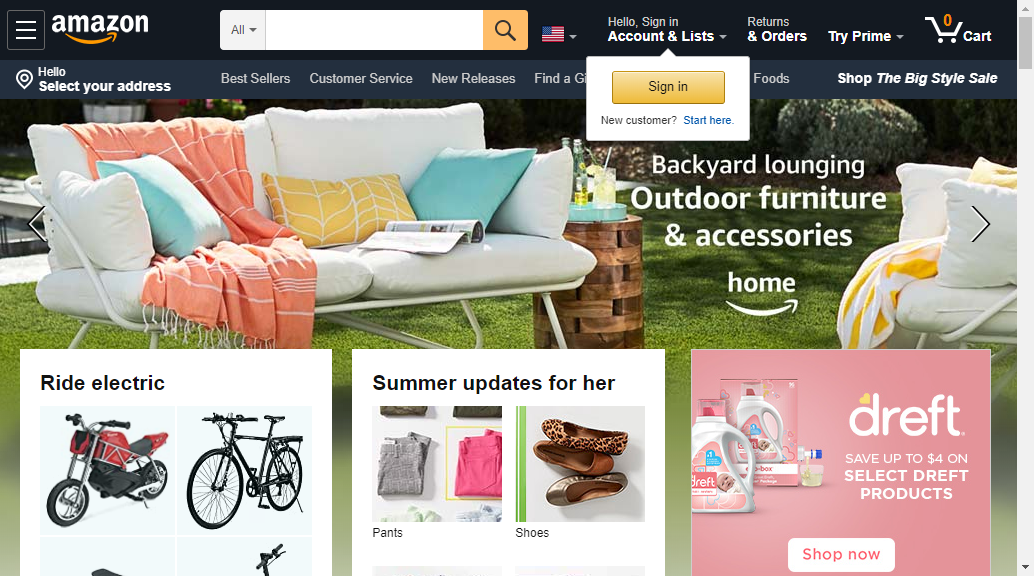 amazon
All
Hello, Sign in
Account & Lists
Returns
& Orders
Try Prime
0
Cart
Hello
Select your address
Best Sellers
Customer Service
New Releases
Find a Gi
Foods
Shop The Big Style Sale
Sign in
New customer? Start here.
Backyard lounging
Outdoor furniture
& accessories
home
Ride electric
Summer updates for her
Pants
Shoes
dreft
dreft
SAVE UP TO $4 ON
SELECT DREFT
PRODUCTS
Shop now